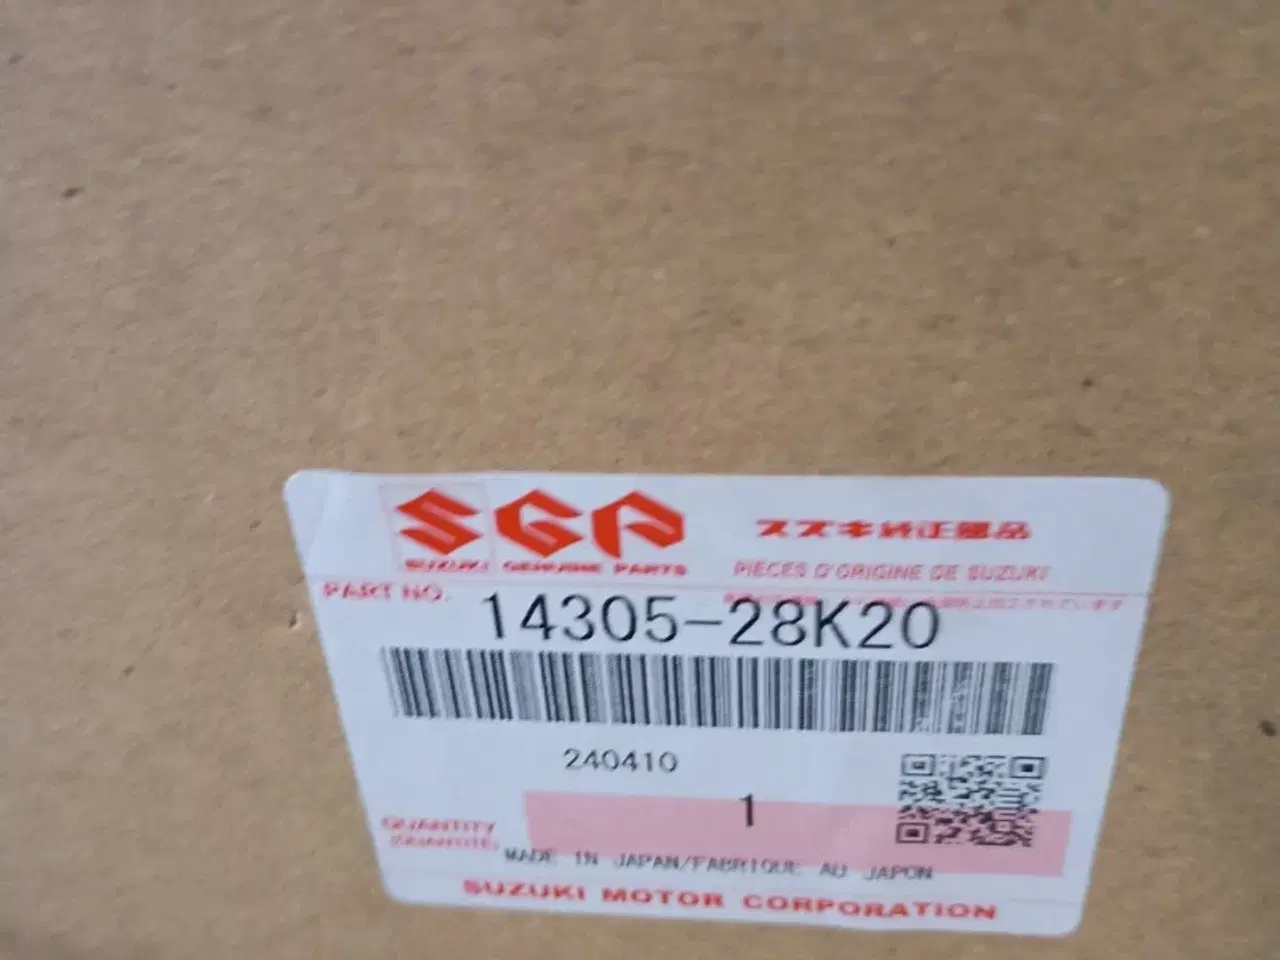 SGP
SUZUKI GENUINE PARTS
スズキ純正部品
PIÈCES D'ORIGINE DE SUZUKI
PART NO.
14305-28K20
240410
1
QUANTITY
(QUANTITE)
MADE IN JAPAN/FABRIQUE AU JAPON
SUZUKI MOTOR CORPORATION